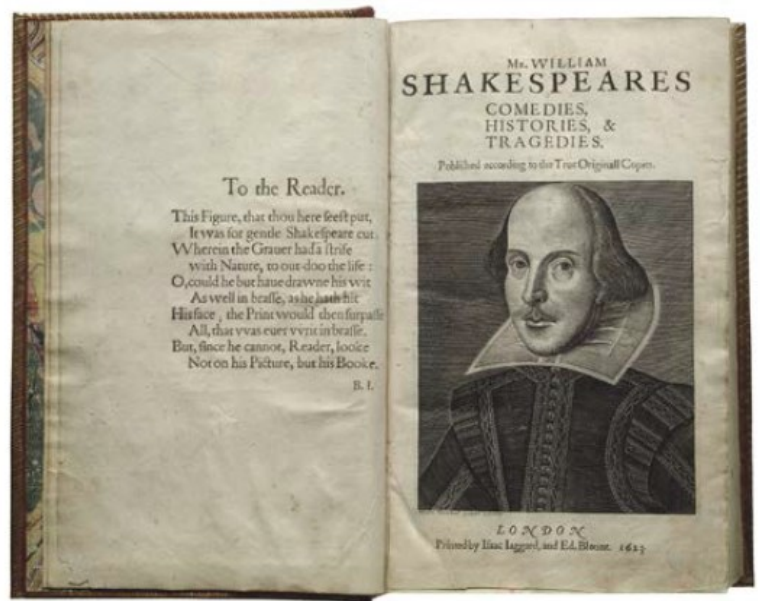 To the Reader.
This Figure, that thou here seest put,
It was for gentle Shakespeare cut:
Wherein the Grauer had a strife
with Nature, to out-doo the life :
O, could he but haue drawne his wit
As well in brasse, as he hath hit
His face ; the Print would then surpasse
All, that vvas euer vvrit in brasse.
But, since he cannot, Reader, looke
Not on his Picture, but his Booke.
B. I.
Mr. WILLIAM
SHAKESPEARES
COMEDIES,
HISTORIES, &
TRAGEDIES.
Published according to the True Originall Copies.
LONDON
Printed by Isaac Iaggard, and Ed. Blount. 1623